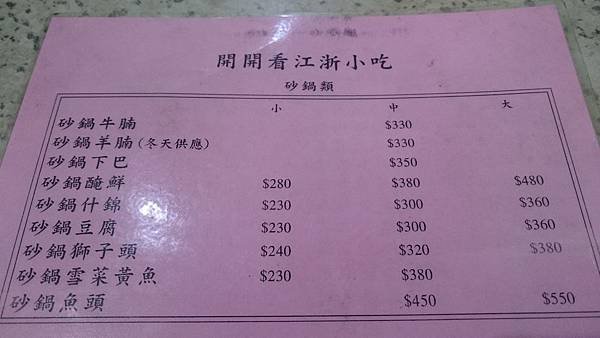 開開看江浙小吃
砂鍋類
小 中 大
砂鍋牛腩 $330
砂鍋羊腩(冬天供應) $330
砂鍋下巴 $350
砂鍋醃鮮 $280 $380 $480
砂鍋什錦 $230 $300 $360
砂鍋豆腐 $230 $300 $360
砂鍋獅子頭 $240 $320 $380
砂鍋雪菜黃魚 $230 $380
砂鍋魚頭 $450 $550